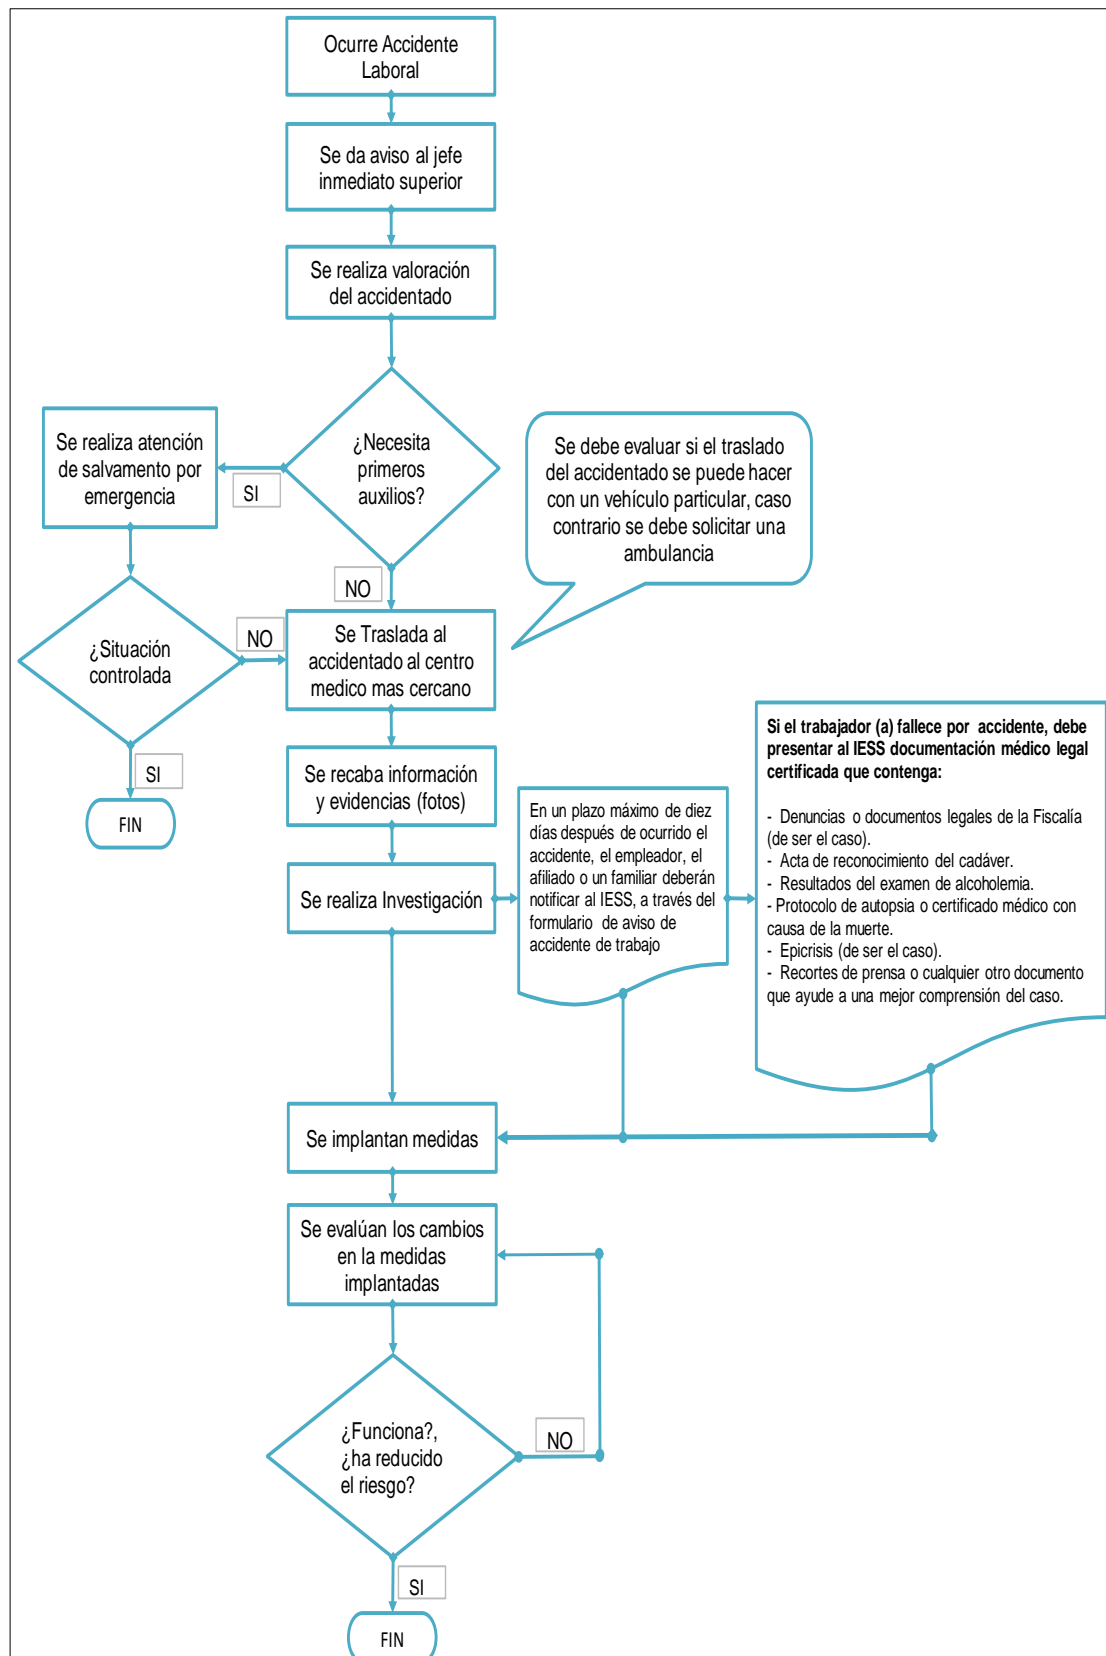 Ocurre Accidente
Laboral
Se da aviso al jefe
inmediato superior
Se realiza valoración
del accidentado
¿Necesita
primeros
auxilios?
SI
NO
Se realiza atención
de salvamento por
emergencia
Se debe evaluar si el traslado
del accidentado se puede hacer
con un vehículo particular, caso
contrario se debe solicitar una
ambulancia
¿Situación
controlada
NO
SI
FIN
Se Traslada al
accidentado al centro
medico mas cercano
Se recaba información
y evidencias (fotos)
Se realiza Investigación
En un plazo máximo de diez
días después de ocurrido el
accidente, el empleador, el
afiliado o un familiar deberán
notificar al IESS, a través del
formulario de aviso de
accidente de trabajo
Si el trabajador (a) fallece por accidente, debe
presentar al IESS documentación médico legal
certificada que contenga:
- Denuncias o documentos legales de la Fiscalía
(de ser el caso).
- Acta de reconocimiento del cadáver.
- Resultados del examen de alcoholemia.
- Protocolo de autopsia o certificado médico con
causa de la muerte.
- Epicrisis (de ser el caso).
- Recortes de prensa o cualquier otro documento
que ayude a una mejor comprensión del caso.
Se implantan medidas
Se evalúan los cambios
en la medidas
implantadas
¿Funciona?,
¿ha reducido
el riesgo?
NO
SI
FIN